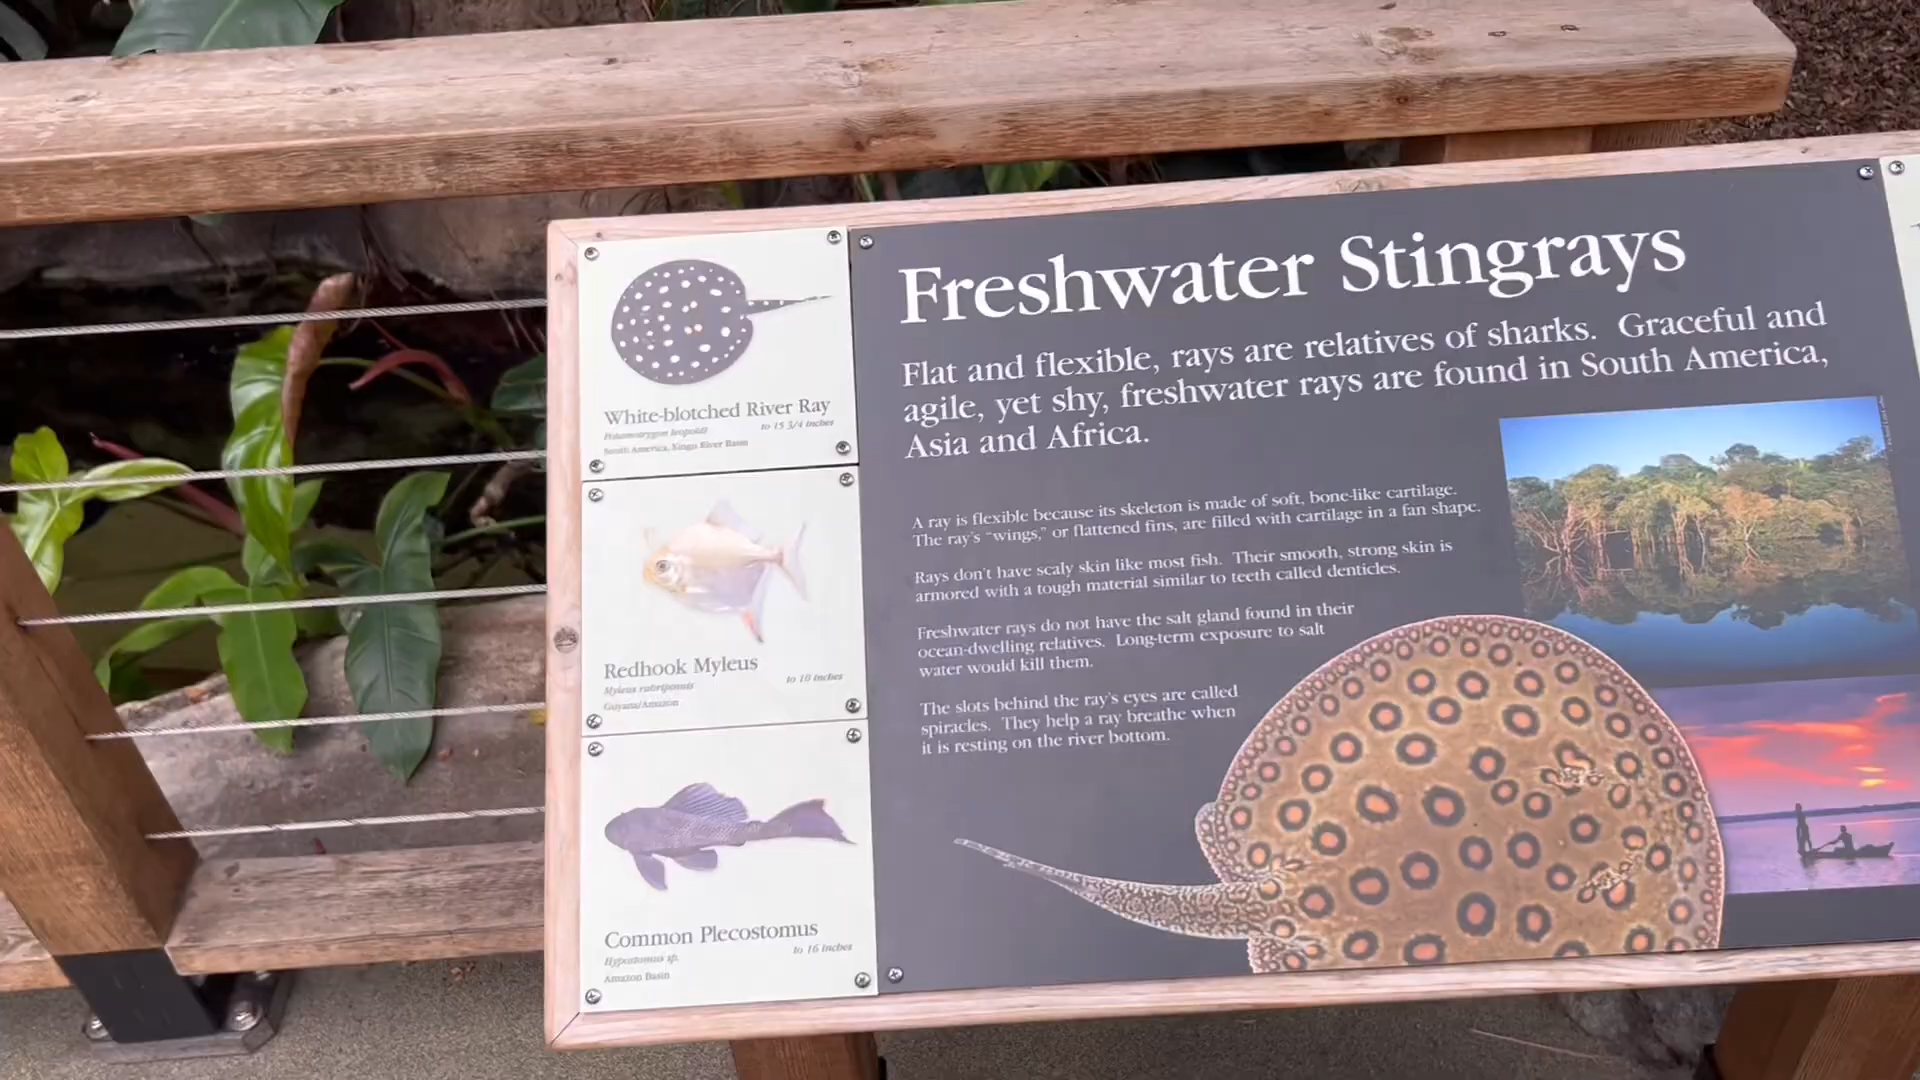 White-blotched River Ray
Potamotrygon leopoldi
to 15 3/4 inches
South America, Xingu River Basin
Redhook Myleus
Myleus rubripinnis
to 10 inches
Guyana/Amazon
Common Plecostomus
to 16 inches
Hypostomus sp.
Amazon Basin
Freshwater Stingrays
Flat and flexible, rays are relatives of sharks. Graceful and
agile, yet shy, freshwater rays are found in South America,
Asia and Africa.
A ray is flexible because its skeleton is made of soft, bone-like cartilage.
The ray's "wings," or flattened fins, are filled with cartilage in a fan shape.
Rays don't have scaly skin like most fish. Their smooth, strong skin is
armored with a tough material similar to teeth called denticles.
Freshwater rays do not have the salt gland found in their
ocean-dwelling relatives. Long-term exposure to salt
water would kill them.
The slots behind the ray's eyes are called
spiracles. They help a ray breathe when
it is resting on the river bottom.